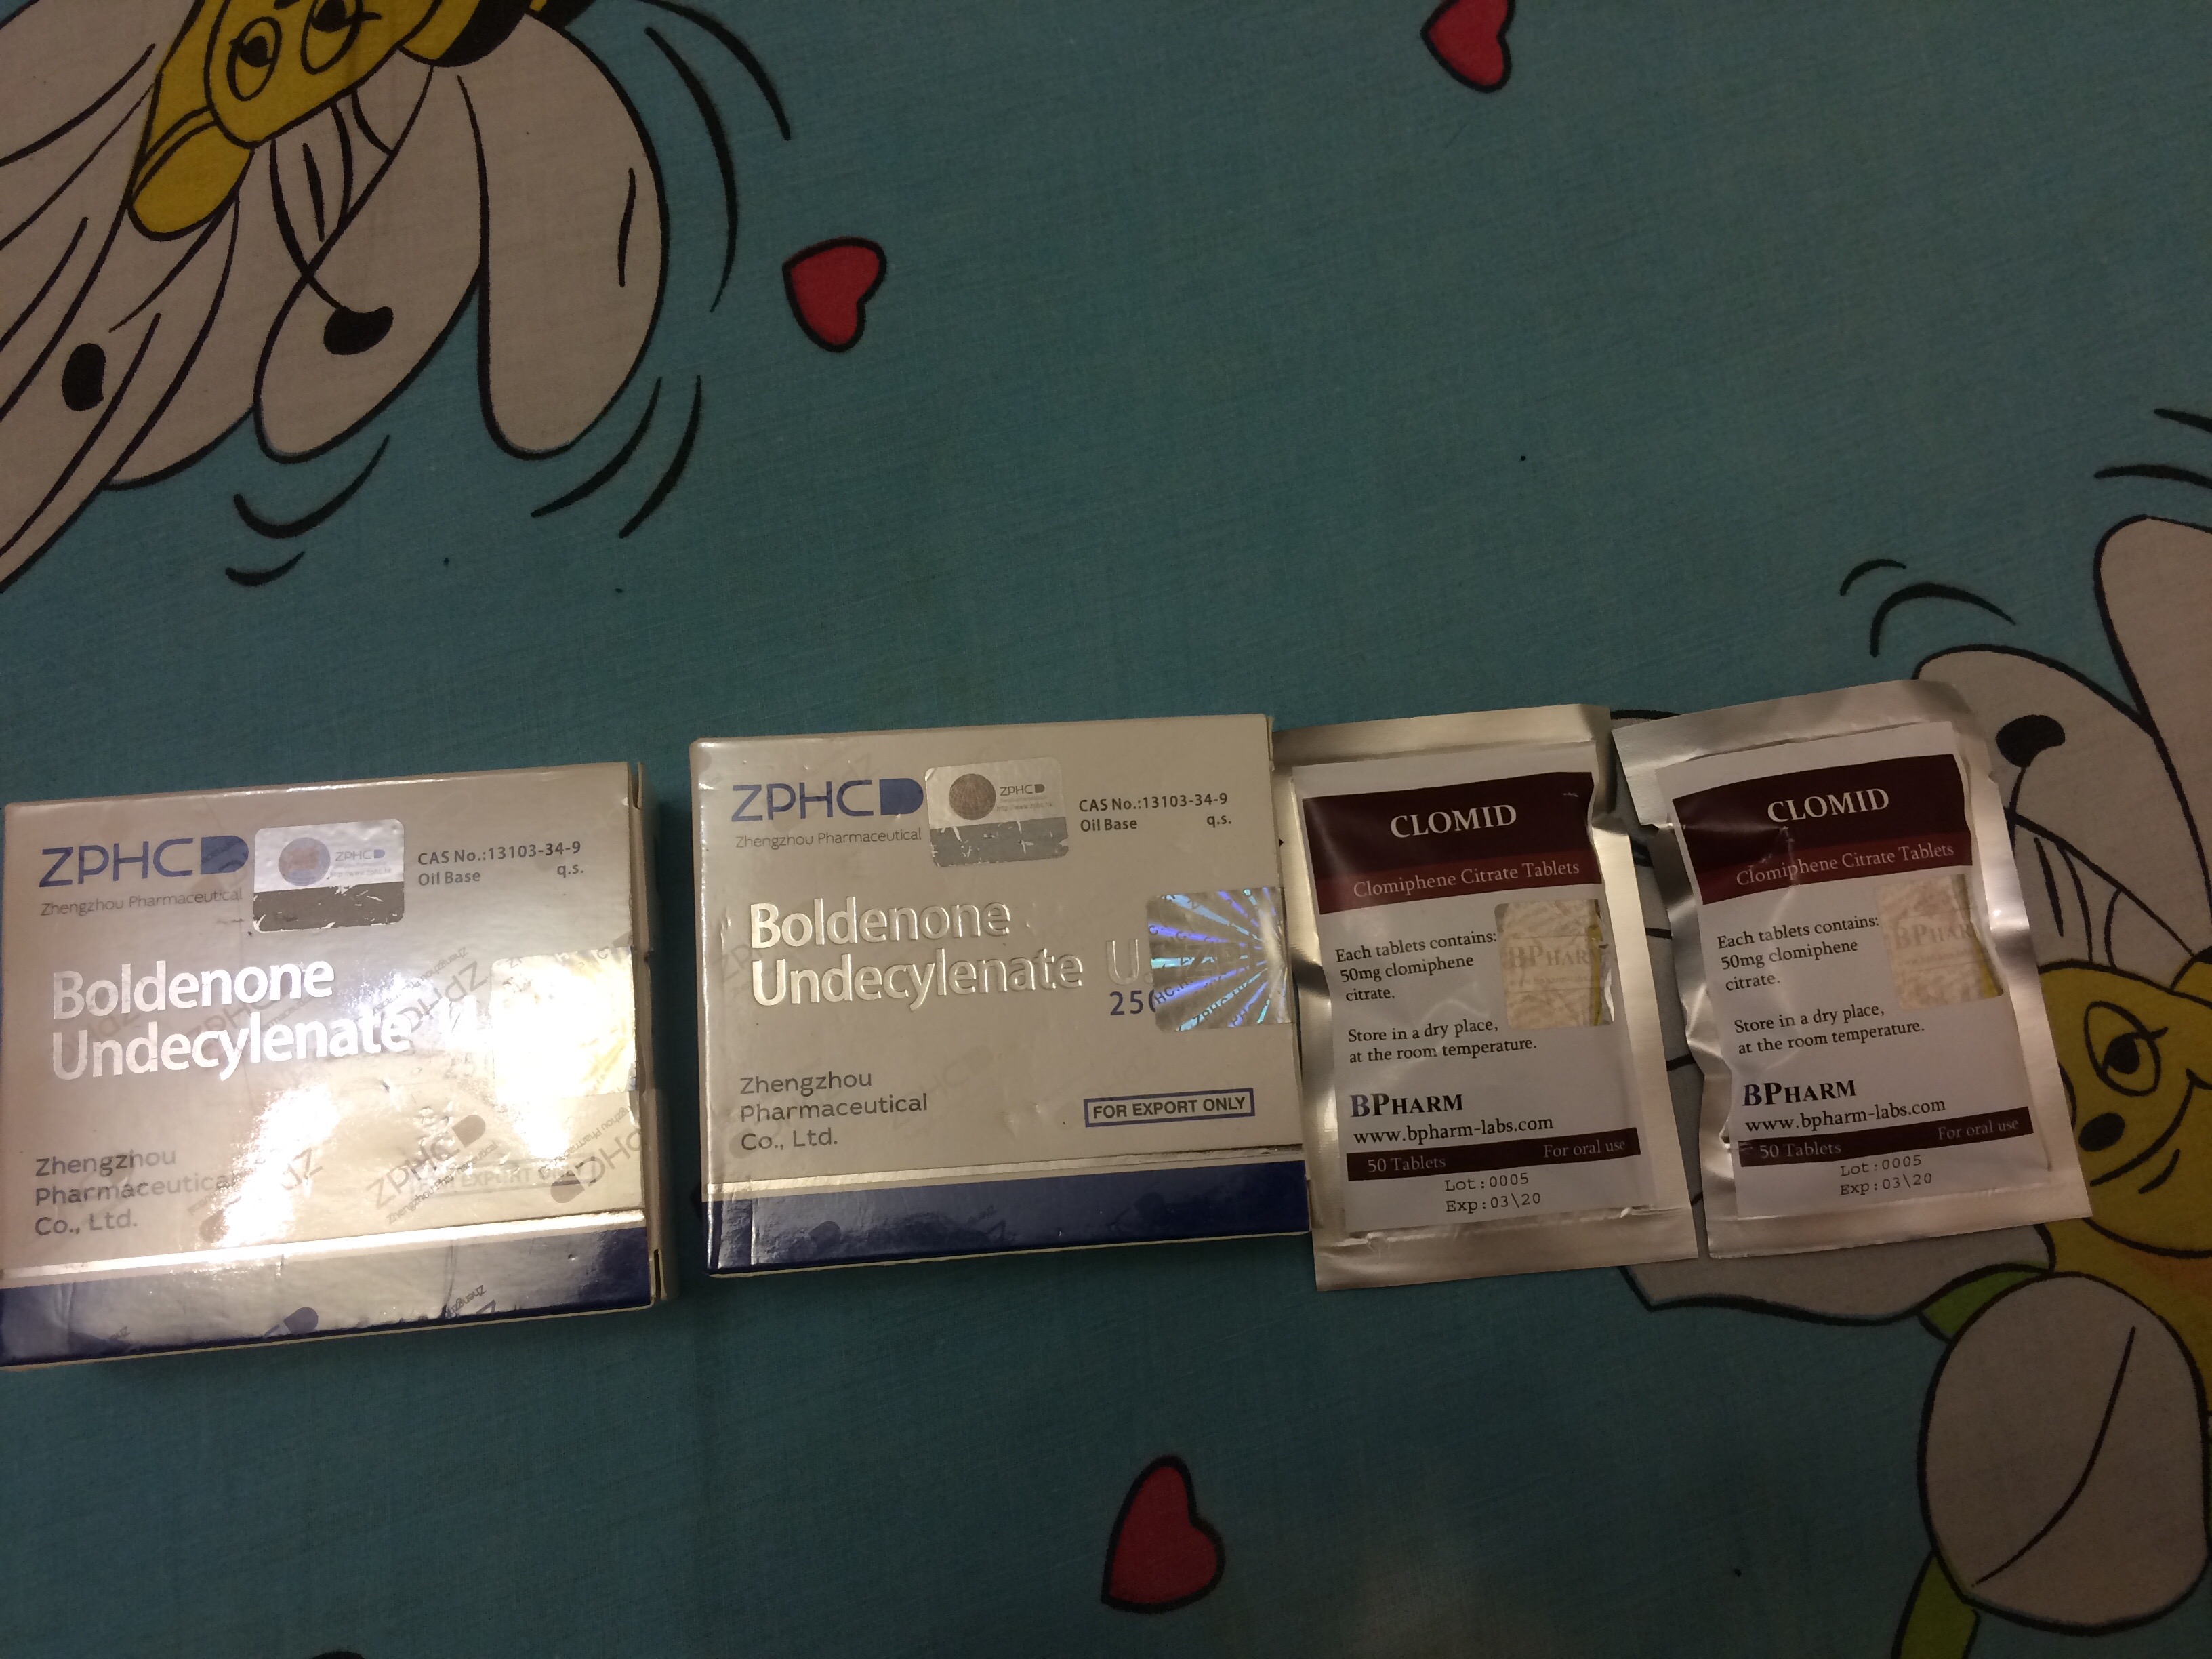 ZPHC
Zhengzhou Pharmaceutical
ZPHC
CAS No.:13103-34-9
Oil Base q.s.
Boldenone
Undecylenate
Zhengzhou
Pharmaceutical
Co., Ltd.
ZPHC
Zhengzhou Pharmaceutical
ZPHC
CAS No.:13103-34-9
Oil Base q.s.
Boldenone
Undecylenate U
25
Zhengzhou
Pharmaceutical
Co., Ltd.
FOR EXPORT ONLY
CLOMID
Clomiphene Citrate Tablets
Each tablets contains:
50mg clomiphene
citrate.
Store in a dry place,
at the room temperature.
BPHARM
www.bpharm-labs.com
50 Tablets For oral use
Lot:0005
Exp:03\20
CLOMID
Clomiphene Citrate Tablets
Each tablets contains:
50mg clomiphene
citrate.
Store in a dry place,
at the room temperature.
BPHARM
www.bpharm-labs.com
50 Tablets For oral use
Lot:0005
Exp:03\20